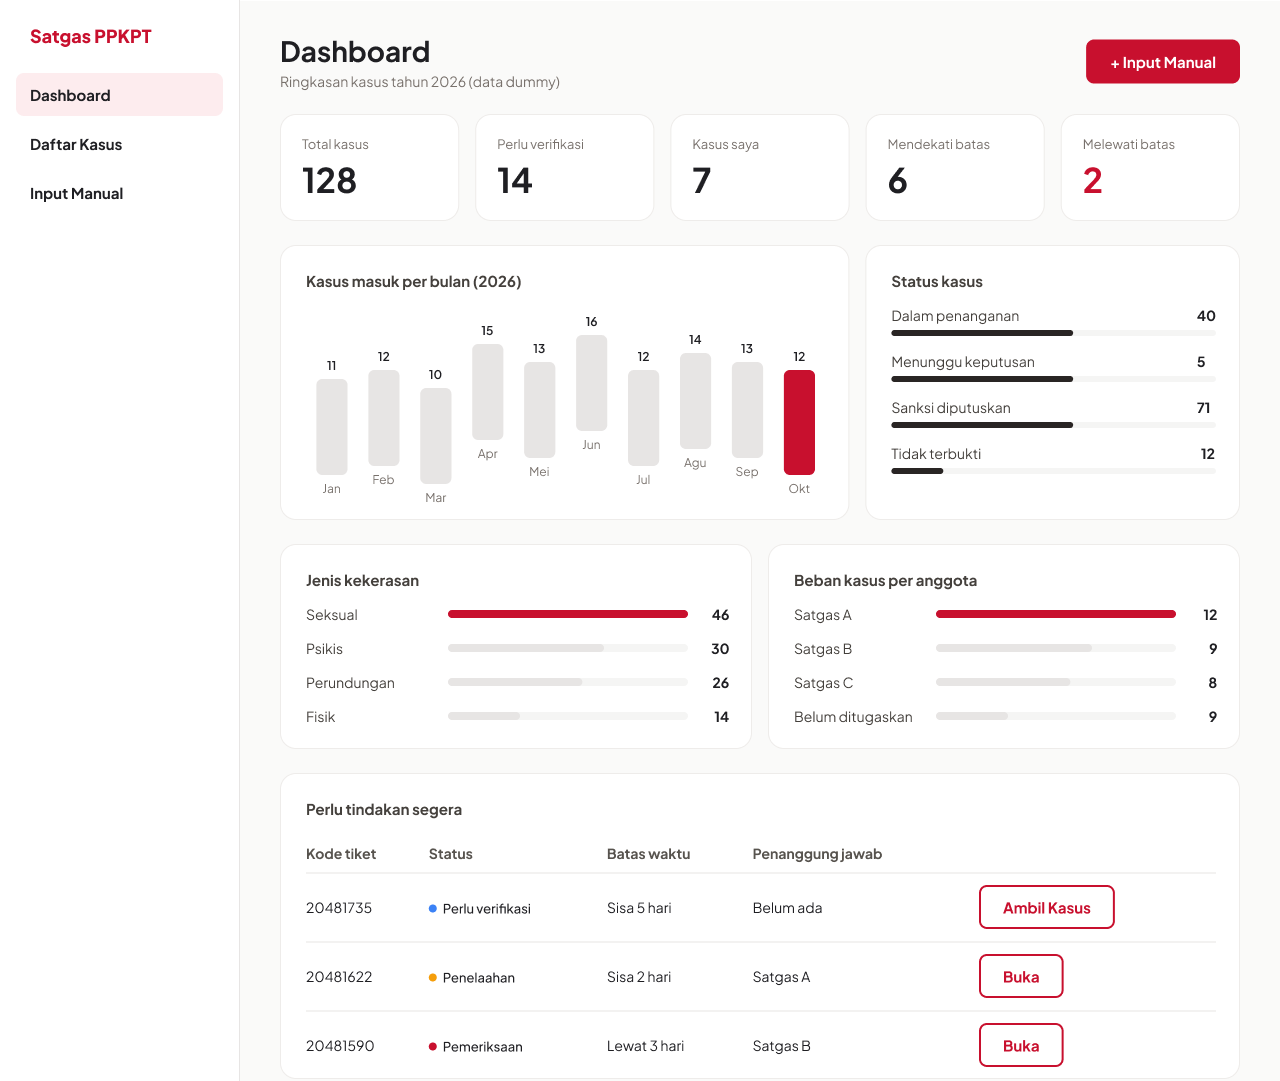 Satgas PPKPT
Dashboard
Daftar Kasus
Input Manual
Dashboard
Ringkasan kasus tahun 2026 (data dummy)
+ Input Manual
Total kasus
128
Perlu verifikasi
14
Kasus saya
7
Mendekati batas
6
Melewati batas
2
Kasus masuk per bulan (2026)
11
Jan
12
Feb
10
Mar
15
Apr
13
Mei
16
Jun
12
Jul
14
Agu
13
Sep
12
Okt
Status kasus
Dalam penanganan 40
Menunggu keputusan 5
Sanksi diputuskan 71
Tidak terbukti 12
Jenis kekerasan
Seksual 46
Psikis 30
Perundungan 26
Fisik 14
Beban kasus per anggota
Satgas A 12
Satgas B 9
Satgas C 8
Belum ditugaskan 9
Perlu tindakan segera
Kode tiket Status Batas waktu Penanggung jawab
20481735 Perlu verifikasi Sisa 5 hari Belum ada Ambil Kasus
20481622 Penelaahan Sisa 2 hari Satgas A Buka
20481590 Pemeriksaan Lewat 3 hari Satgas B Buka